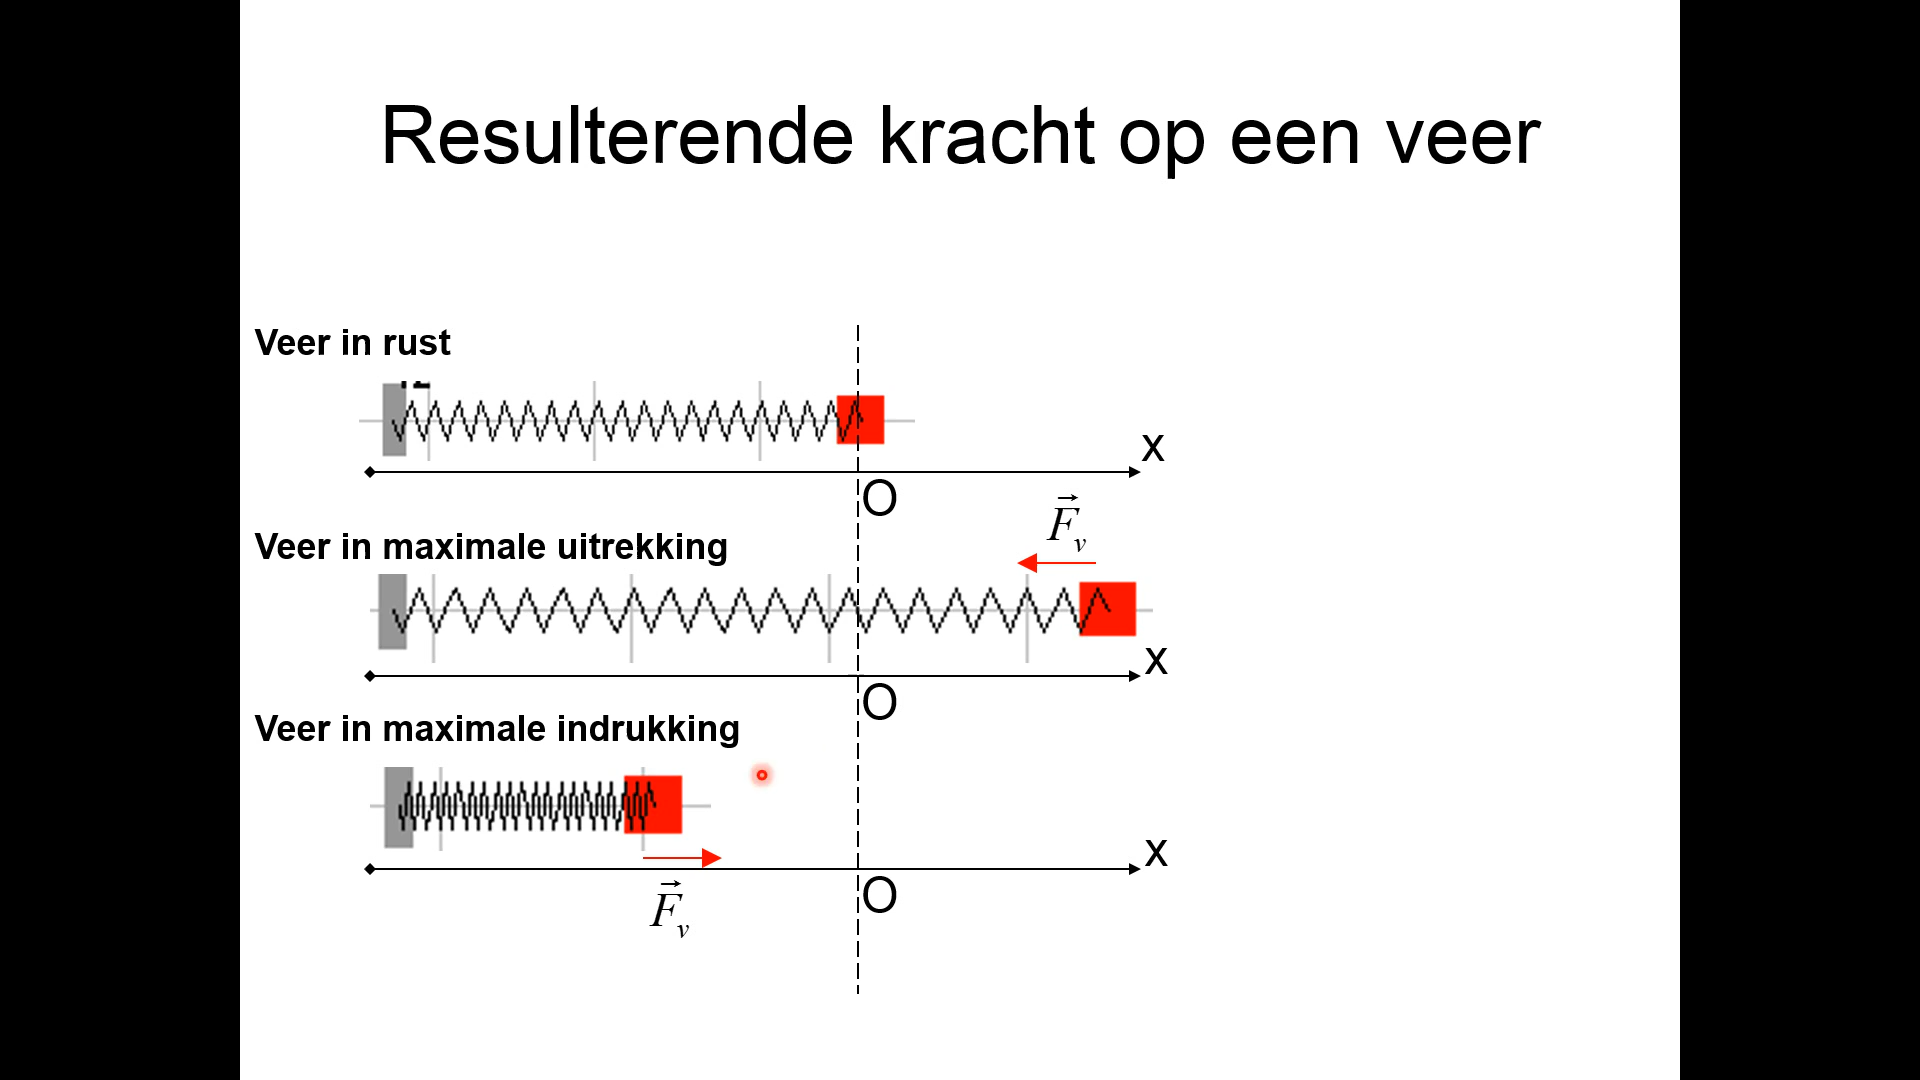 Resulterende kracht op een veer
Veer in rust
x
O
F⃗v
Veer in maximale uitrekking
x
O
Veer in maximale indrukking
x
O
F⃗v